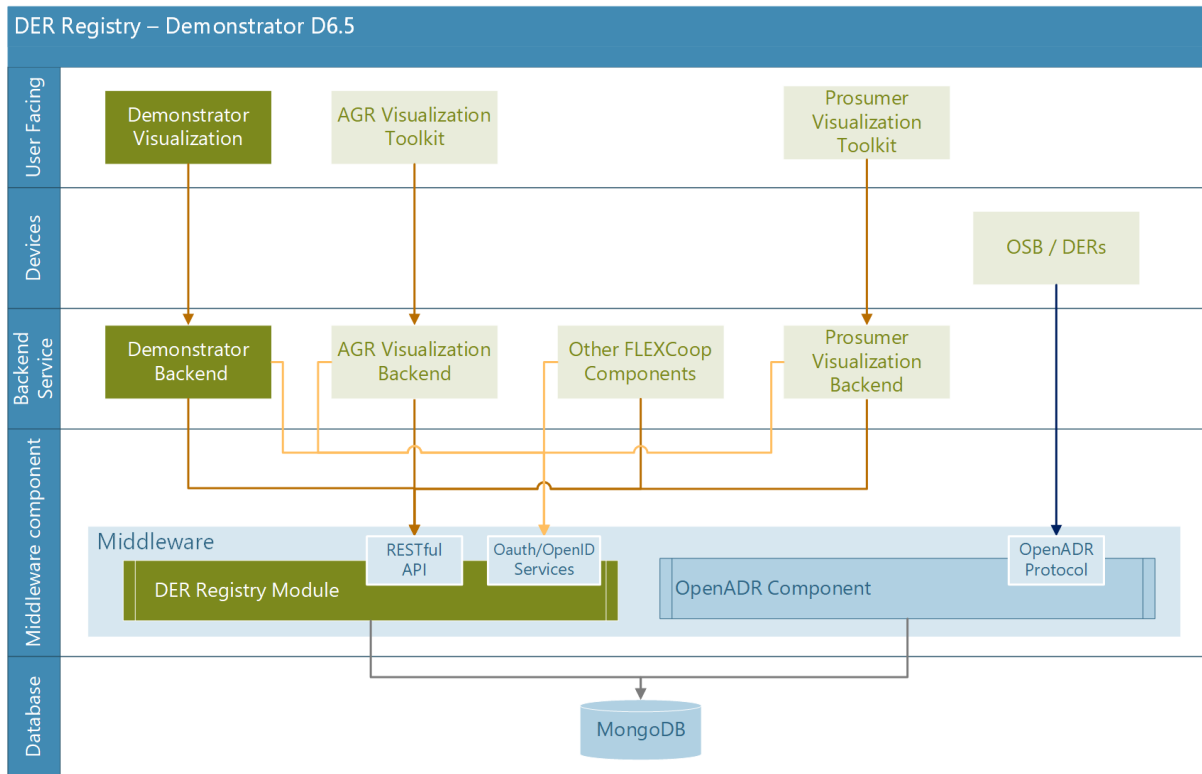 DER Registry – Demonstrator D6.5
User Facing
Demonstrator
Visualization
AGR Visualization
Toolkit
Prosumer
Visualization
Toolkit
Devices
OSB / DERs
Backend
Service
Demonstrator
Backend
AGR Visualization
Backend
Other FLEXCoop
Components
Prosumer
Visualization
Backend
Middleware component
Middleware
RESTful
API
Oauth/OpenID
Services
OpenADR
Protocol
DER Registry Module
OpenADR Component
Database
MongoDB